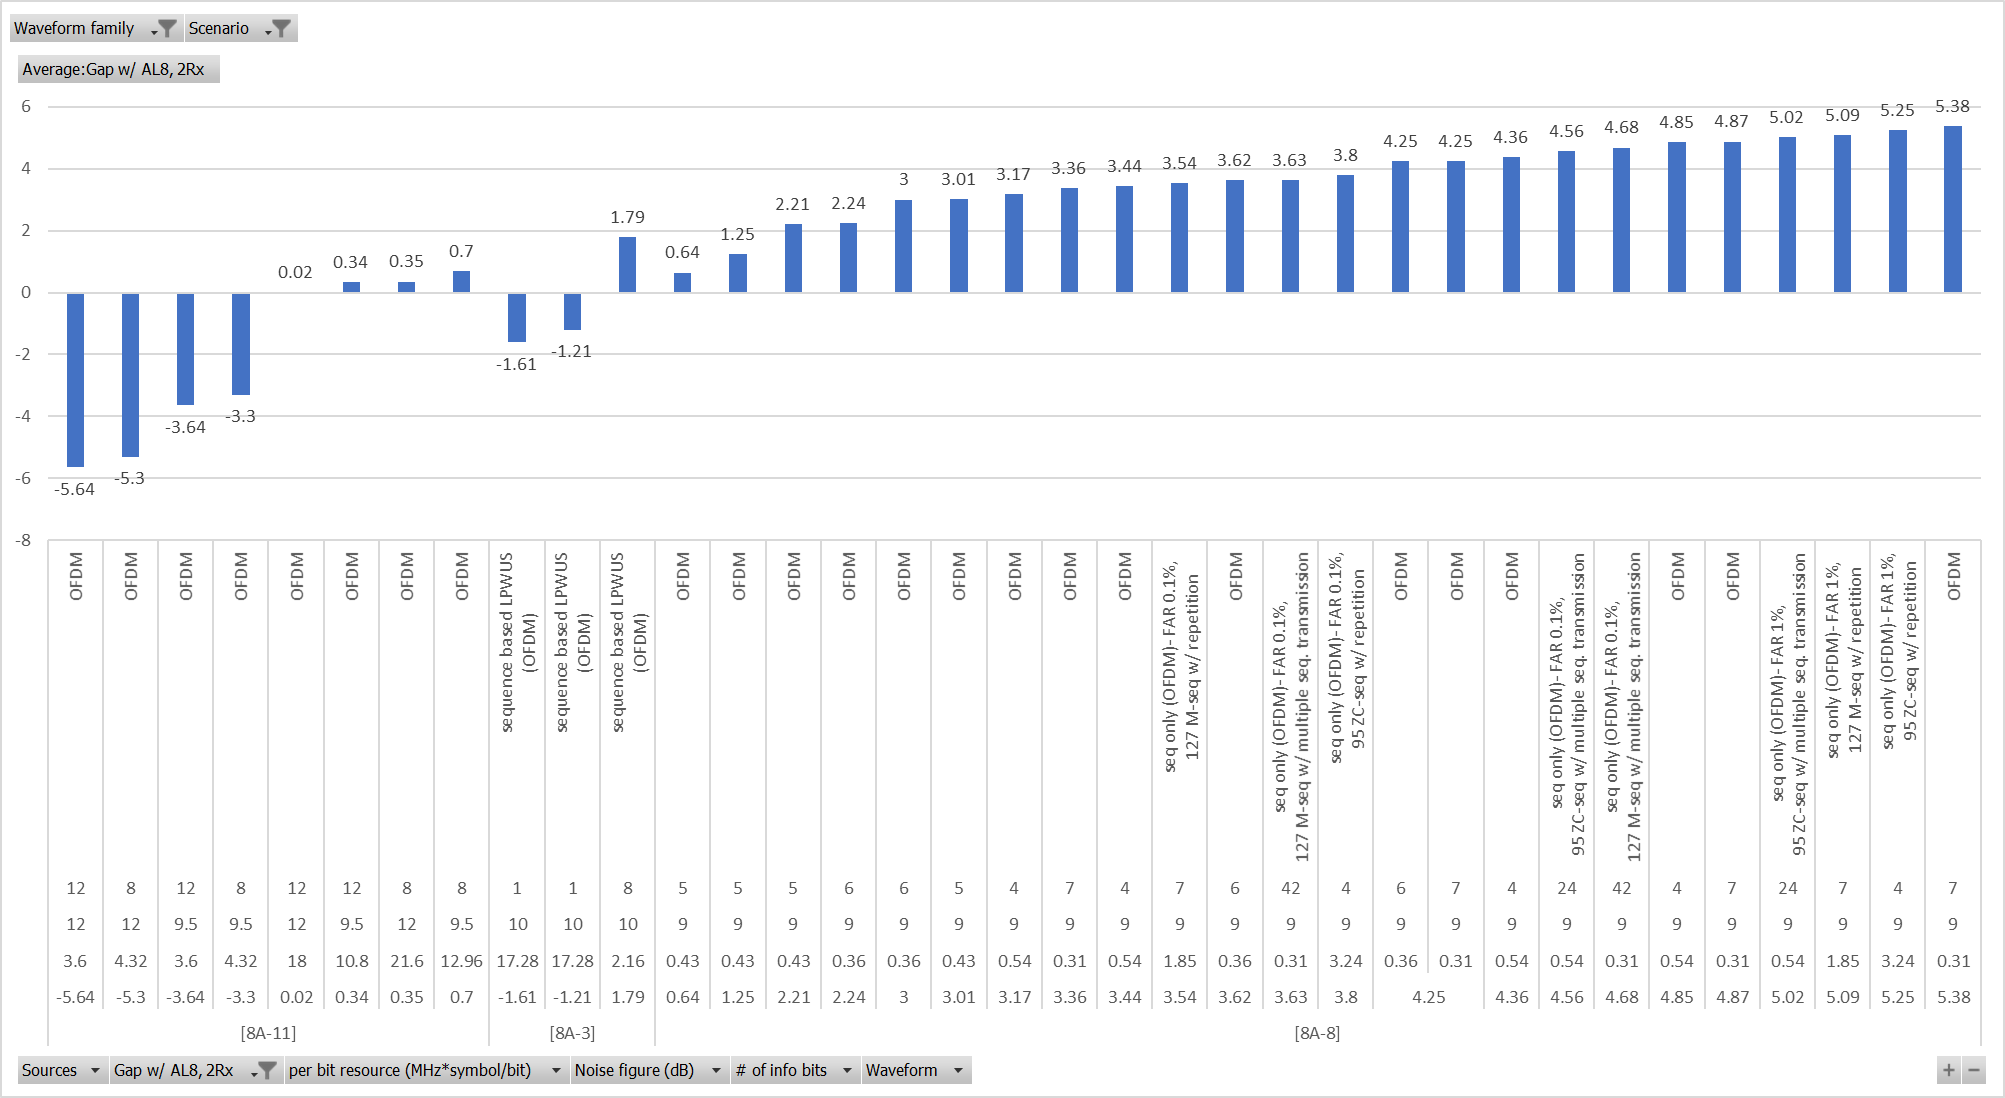 Waveform family Scenario
Average:Gap w/ AL8, 2Rx
6
4
2
0
-2
-4
-6
-8
-5.64 -5.3 -3.64 -3.3 0.02 0.34 0.35 0.7 -1.61 -1.21 1.79 0.64 1.25 2.21 2.24 3 3.01 3.17 3.36 3.44 3.54 3.62 3.63 3.8 4.25 4.25 4.36 4.56 4.68 4.85 4.87 5.02 5.09 5.25 5.38
OFDM
OFDM
OFDM
OFDM
OFDM
OFDM
OFDM
OFDM
sequence based LPWUS
(OFDM)
sequence based LPWUS
(OFDM)
sequence based LPWUS
(OFDM)
OFDM
OFDM
OFDM
OFDM
OFDM
OFDM
OFDM
OFDM
OFDM
seq only (OFDM)- FAR 0.1%,
127 M-seq w/ repetition
OFDM
seq only (OFDM)- FAR 0.1%,
127 M-seq w/ multiple seq. transmission
seq only (OFDM)- FAR 0.1%,
95 ZC-seq w/ repetition
OFDM
OFDM
OFDM
seq only (OFDM)- FAR 0.1%,
95 ZC-seq w/ multiple seq. transmission
seq only (OFDM)- FAR 0.1%,
127 M-seq w/ multiple seq. transmission
OFDM
OFDM
seq only (OFDM)- FAR 1%,
95 ZC-seq w/ multiple seq. transmission
seq only (OFDM)- FAR 1%,
127 M-seq w/ repetition
seq only (OFDM)- FAR 1%,
95 ZC-seq w/ repetition
OFDM
12 8 12 8 12 12 8 8 1 1 8 5 5 5 6 6 5 4 7 4 7 6 42 4 6 7 4 24 42 4 7 24 7 4 7
12 12 9.5 9.5 12 9.5 12 9.5 10 10 10 9 9 9 9 9 9 9 9 9 9 9 9 9 9 9 9 9 9 9 9 9 9 9 9
3.6 4.32 3.6 4.32 18 10.8 21.6 12.96 17.28 17.28 2.16 0.43 0.43 0.43 0.36 0.36 0.43 0.54 0.31 0.54 1.85 0.36 0.31 3.24 0.36 0.31 0.54 0.54 0.31 0.54 0.31 0.54 1.85 3.24 0.31
-5.64 -5.3 -3.64 -3.3 0.02 0.34 0.35 0.7 -1.61 -1.21 1.79 0.64 1.25 2.21 2.24 3 3.01 3.17 3.36 3.44 3.54 3.62 3.63 3.8 4.25 4.36 4.56 4.68 4.85 4.87 5.02 5.09 5.25 5.38
[8A-11] [8A-3] [8A-8]
Sources Gap w/ AL8, 2Rx per bit resource (MHz*symbol/bit) Noise figure (dB) # of info bits Waveform + −